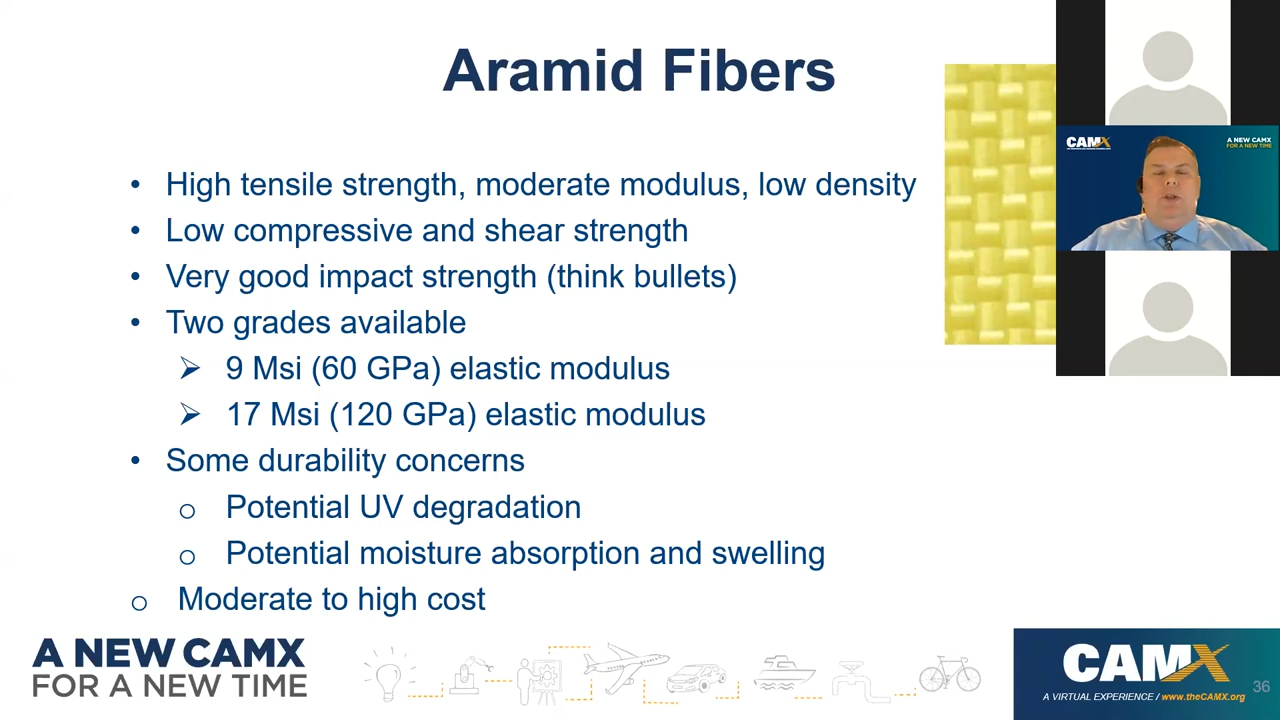 Aramid Fibers
• High tensile strength, moderate modulus, low density
• Low compressive and shear strength
• Very good impact strength (think bullets)
• Two grades available
➢ 9 Msi (60 GPa) elastic modulus
➢ 17 Msi (120 GPa) elastic modulus
• Some durability concerns
o Potential UV degradation
o Potential moisture absorption and swelling
o Moderate to high cost
CAMX
A NEW CAMX
FOR A NEW TIME
A NEW CAMX
FOR A NEW TIME
CAMX
A VIRTUAL EXPERIENCE / www.theCAMX.org
36